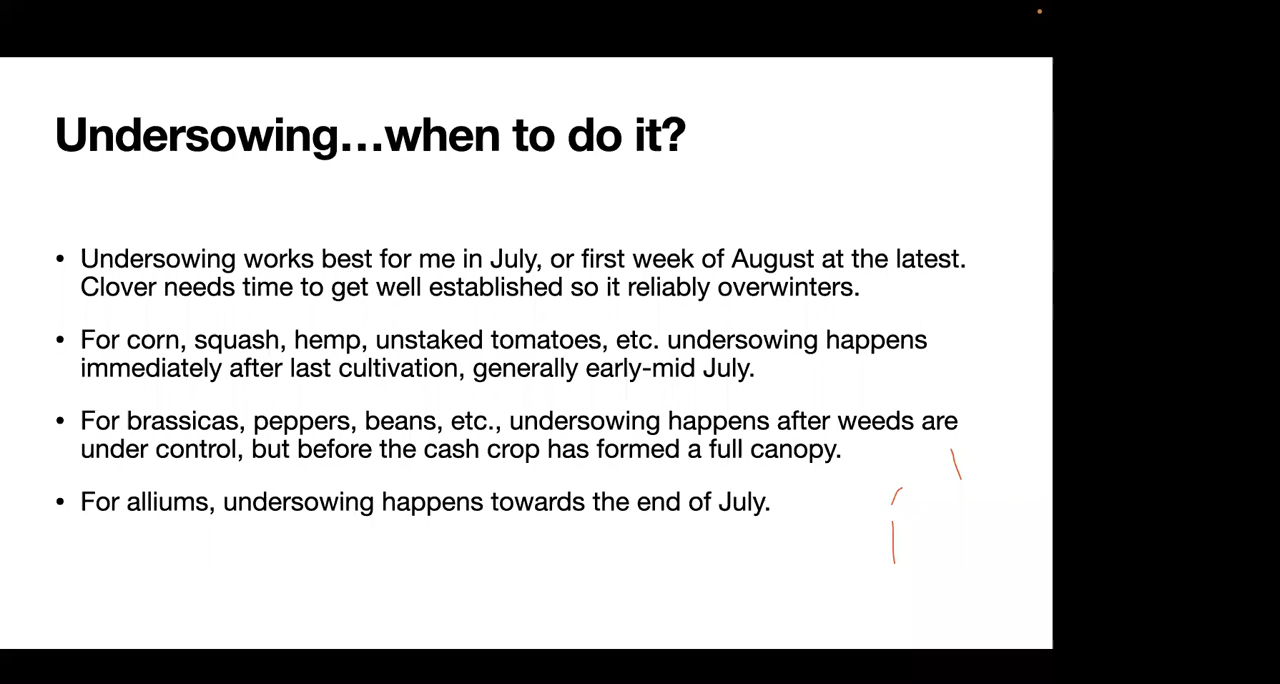 Undersowing...when to do it?
• Undersowing works best for me in July, or first week of August at the latest.
Clover needs time to get well established so it reliably overwinters.
• For corn, squash, hemp, unstaked tomatoes, etc. undersowing happens
immediately after last cultivation, generally early-mid July.
• For brassicas, peppers, beans, etc., undersowing happens after weeds are
under control, but before the cash crop has formed a full canopy.
• For alliums, undersowing happens towards the end of July.